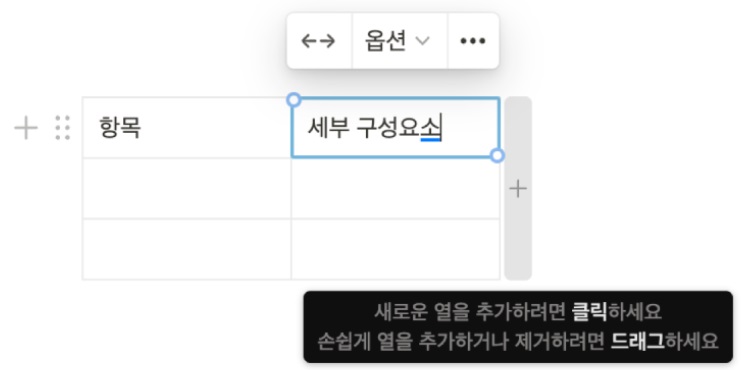 옵션
항목
세부 구성요소
새로운 열을 추가하려면 클릭하세요
손쉽게 열을 추가하거나 제거하려면 드래그하세요